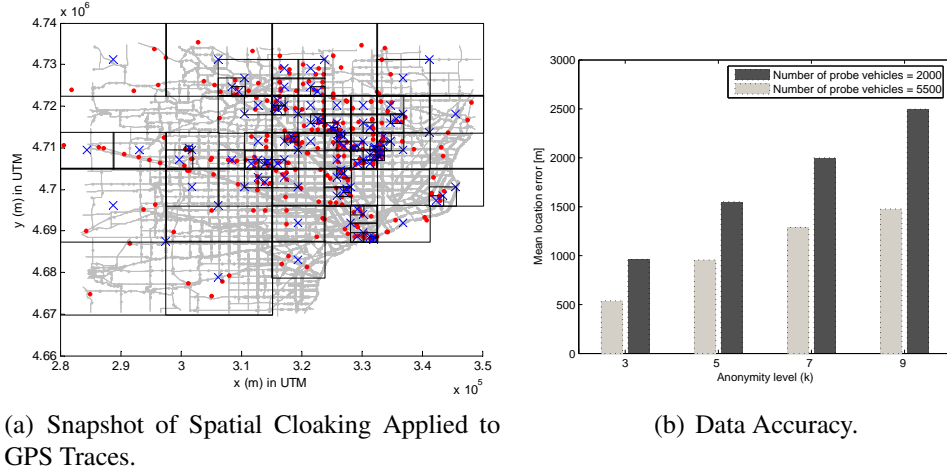 x 10^6
4.74
4.73
4.72
4.71
4.7
4.69
4.68
4.67
4.66
y (m) in UTM
2.8 2.9 3 3.1 3.2 3.3 3.4 3.5
x (m) in UTM
x 10^5
(a) Snapshot of Spatial Cloaking Applied to
GPS Traces.
3000
2500
2000
1500
1000
500
0
Mean location error [m]
Number of probe vehicles = 2000
Number of probe vehicles = 5500
3 5 7 9
Anonymity level (k)
(b) Data Accuracy.